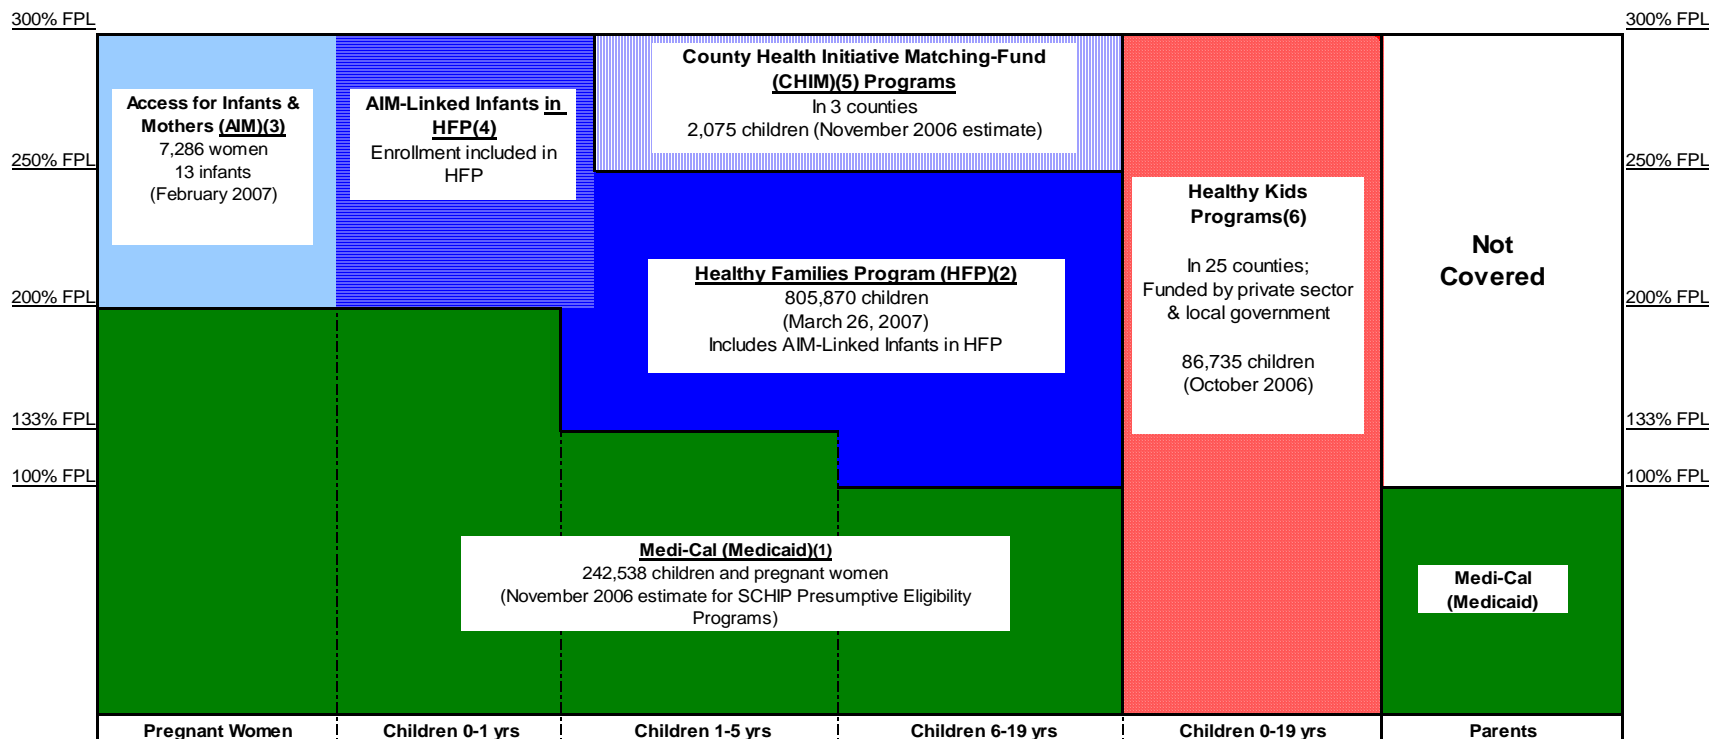 300% FPL
300% FPL
County Health Initiative Matching-Fund
(CHIM)(5) Programs
In 3 counties
2,075 children (November 2006 estimate)
Access for Infants &
Mothers (AIM)(3)
7,286 women
13 infants
(February 2007)
AIM-Linked Infants in
HFP(4)
Enrollment included in
HFP
250% FPL
250% FPL
Healthy Kids
Programs(6)
In 25 counties;
Funded by private sector
& local government
86,735 children
(October 2006)
Not
Covered
Healthy Families Program (HFP)(2)
805,870 children
(March 26, 2007)
Includes AIM-Linked Infants in HFP
200% FPL
200% FPL
133% FPL
133% FPL
100% FPL
100% FPL
Medi-Cal (Medicaid)(1)
242,538 children and pregnant women
(November 2006 estimate for SCHIP Presumptive Eligibility
Programs)
Medi-Cal
(Medicaid)
Pregnant Women
Children 0-1 yrs
Children 1-5 yrs
Children 6-19 yrs
Children 0-19 yrs
Parents